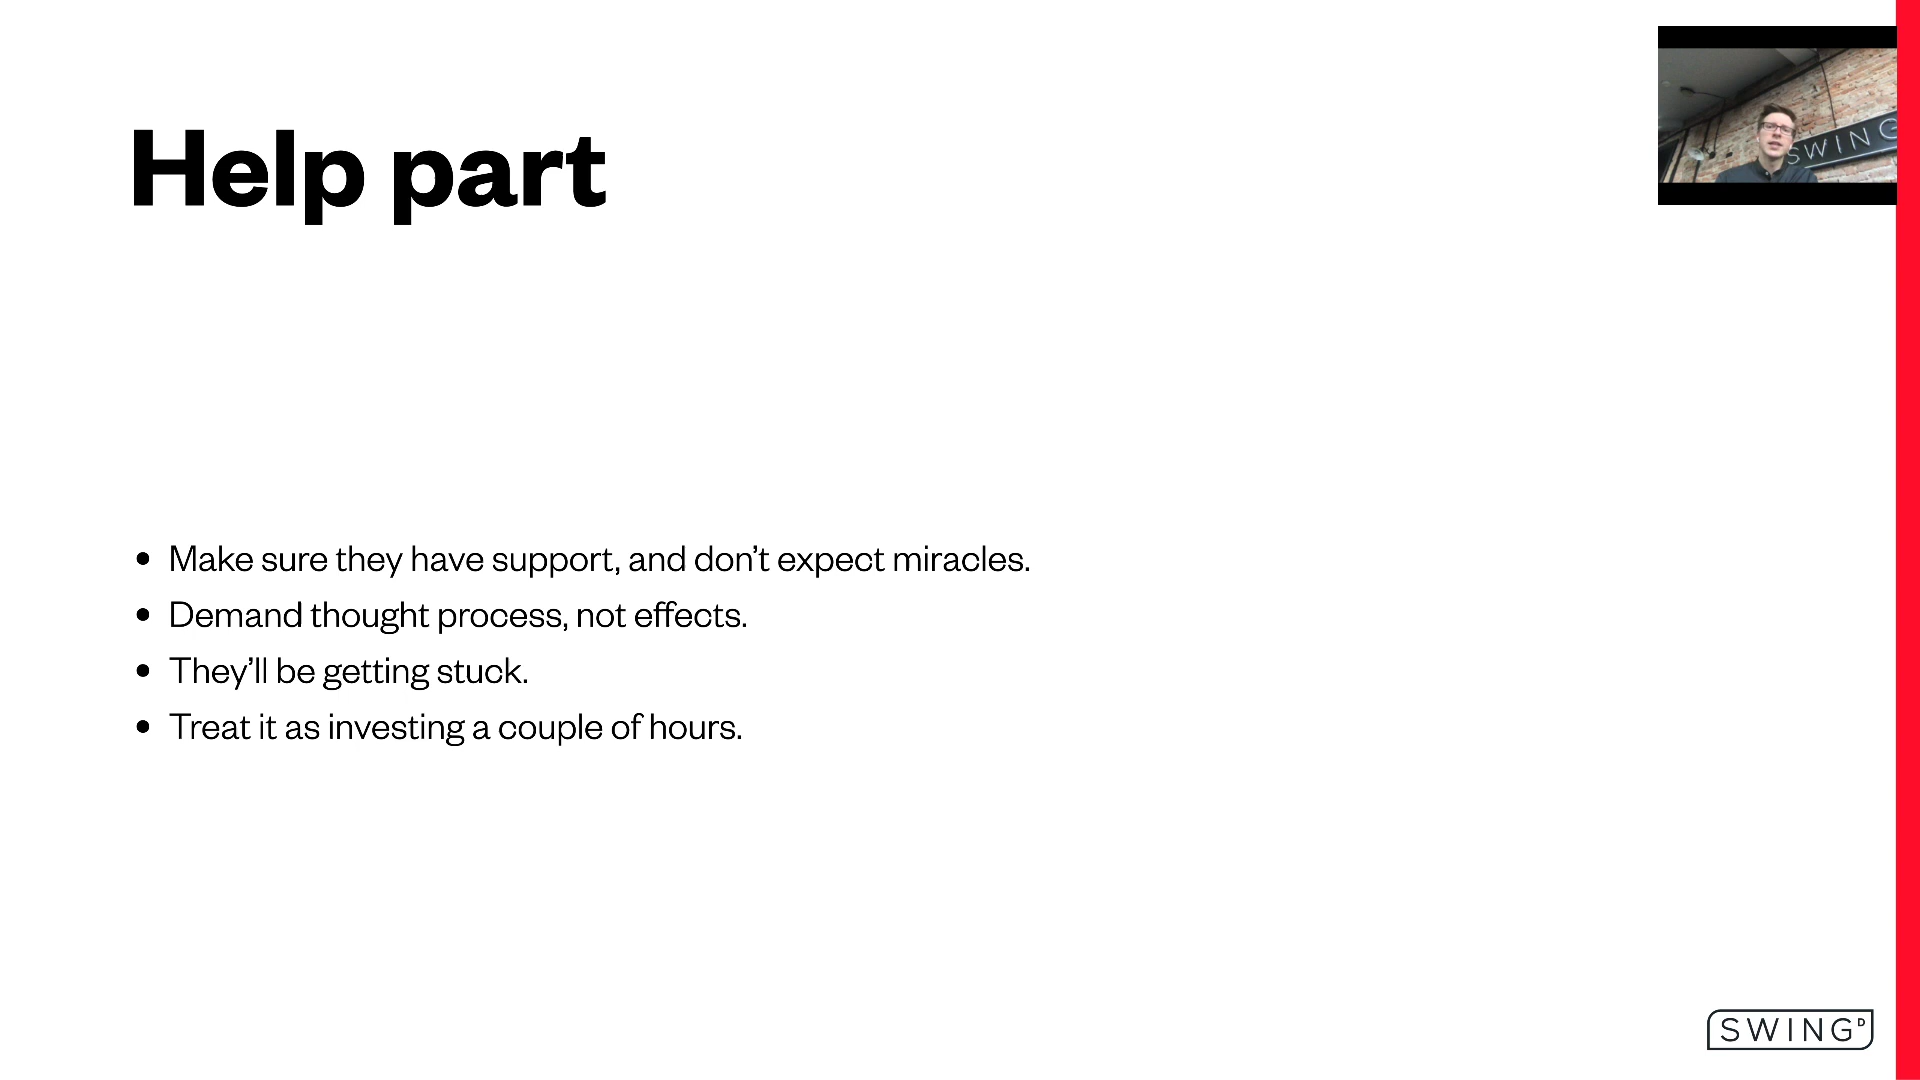 Help part
SWING
• Make sure they have support, and don’t expect miracles.
• Demand thought process, not effects.
• They’ll be getting stuck.
• Treat it as investing a couple of hours.
SWINGᴰ